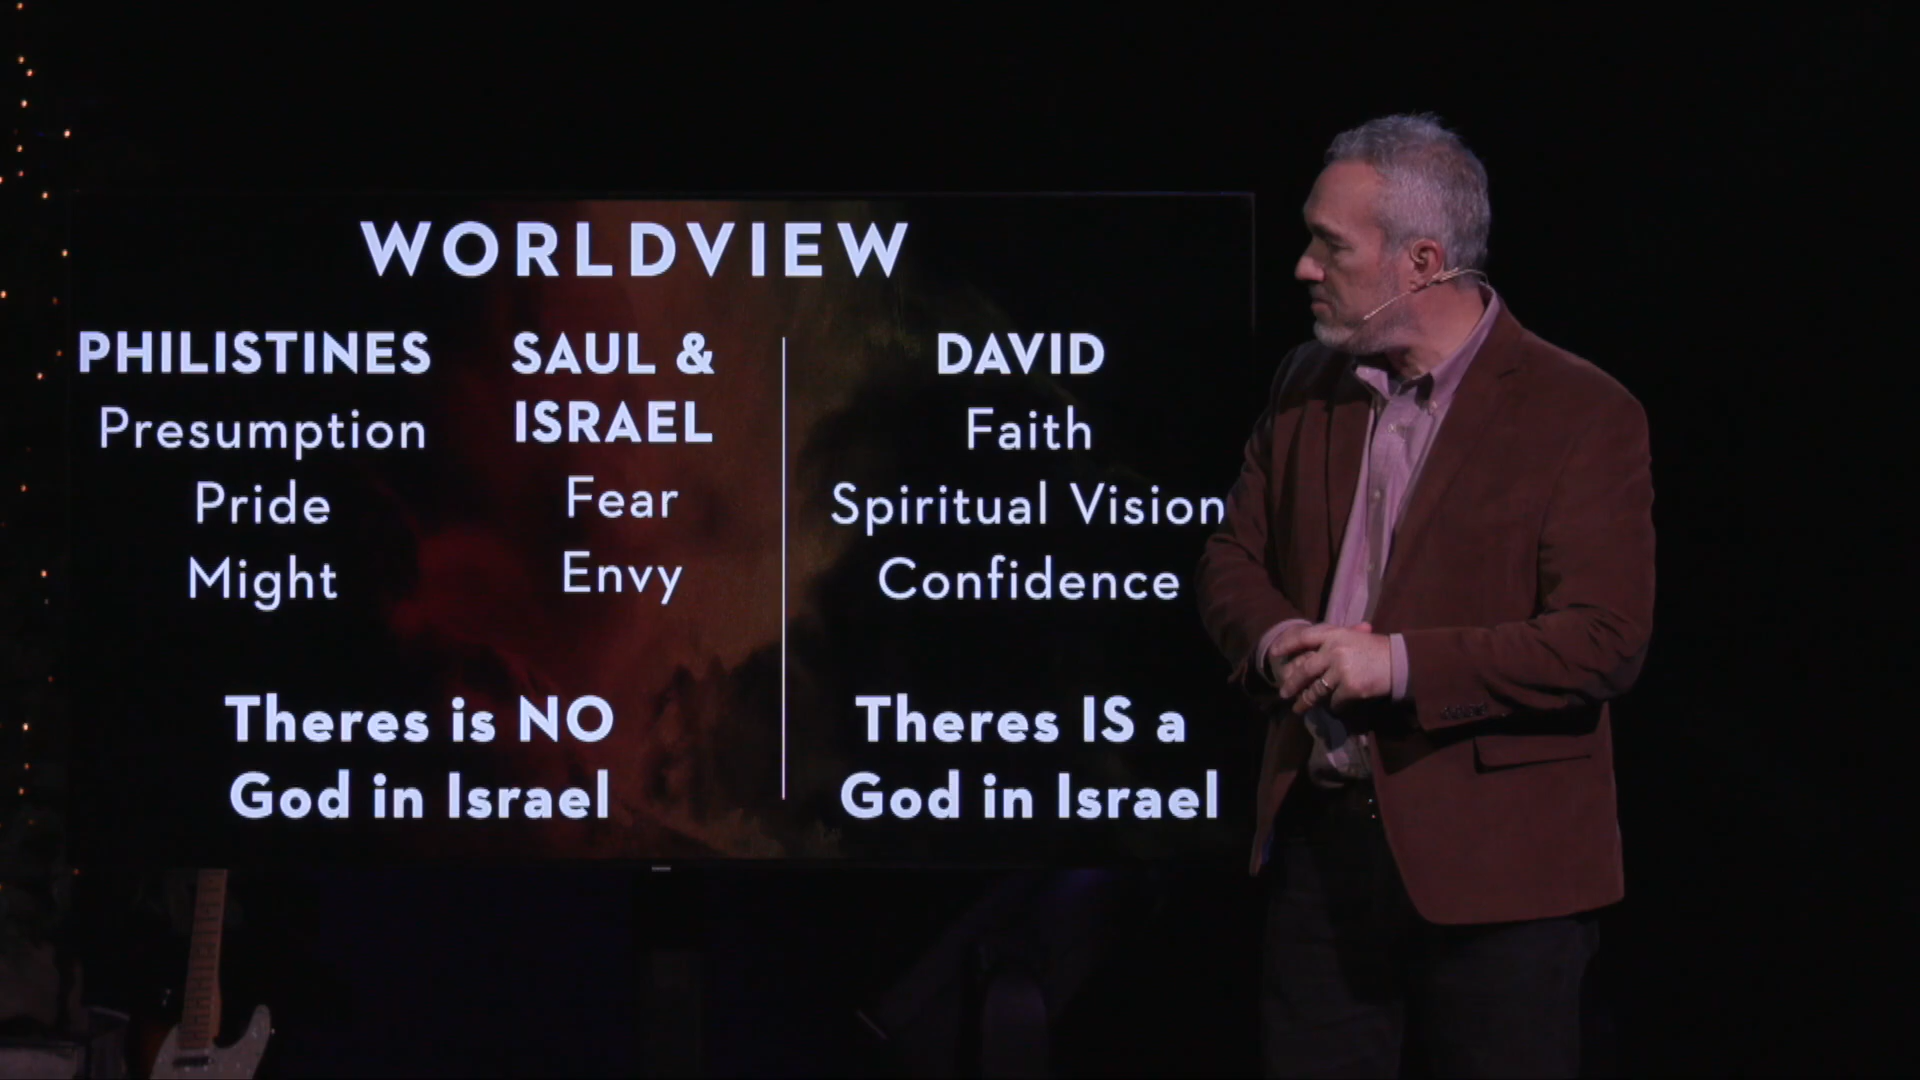 WORLDVIEW
PHILISTINES
Presumption
Pride
Might
SAUL &
ISRAEL
Fear
Envy
Theres is NO
God in Israel
DAVID
Faith
Spiritual Vision
Confidence
Theres IS a
God in Israel